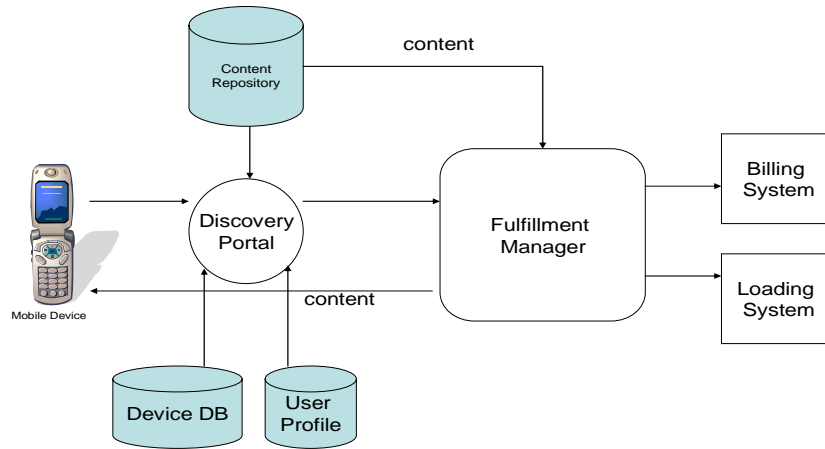 content
Content
Repository
Billing
System
Discovery
Portal
Fulfillment
Manager
Loading
System
content
Mobile Device
Device DB
User
Profile